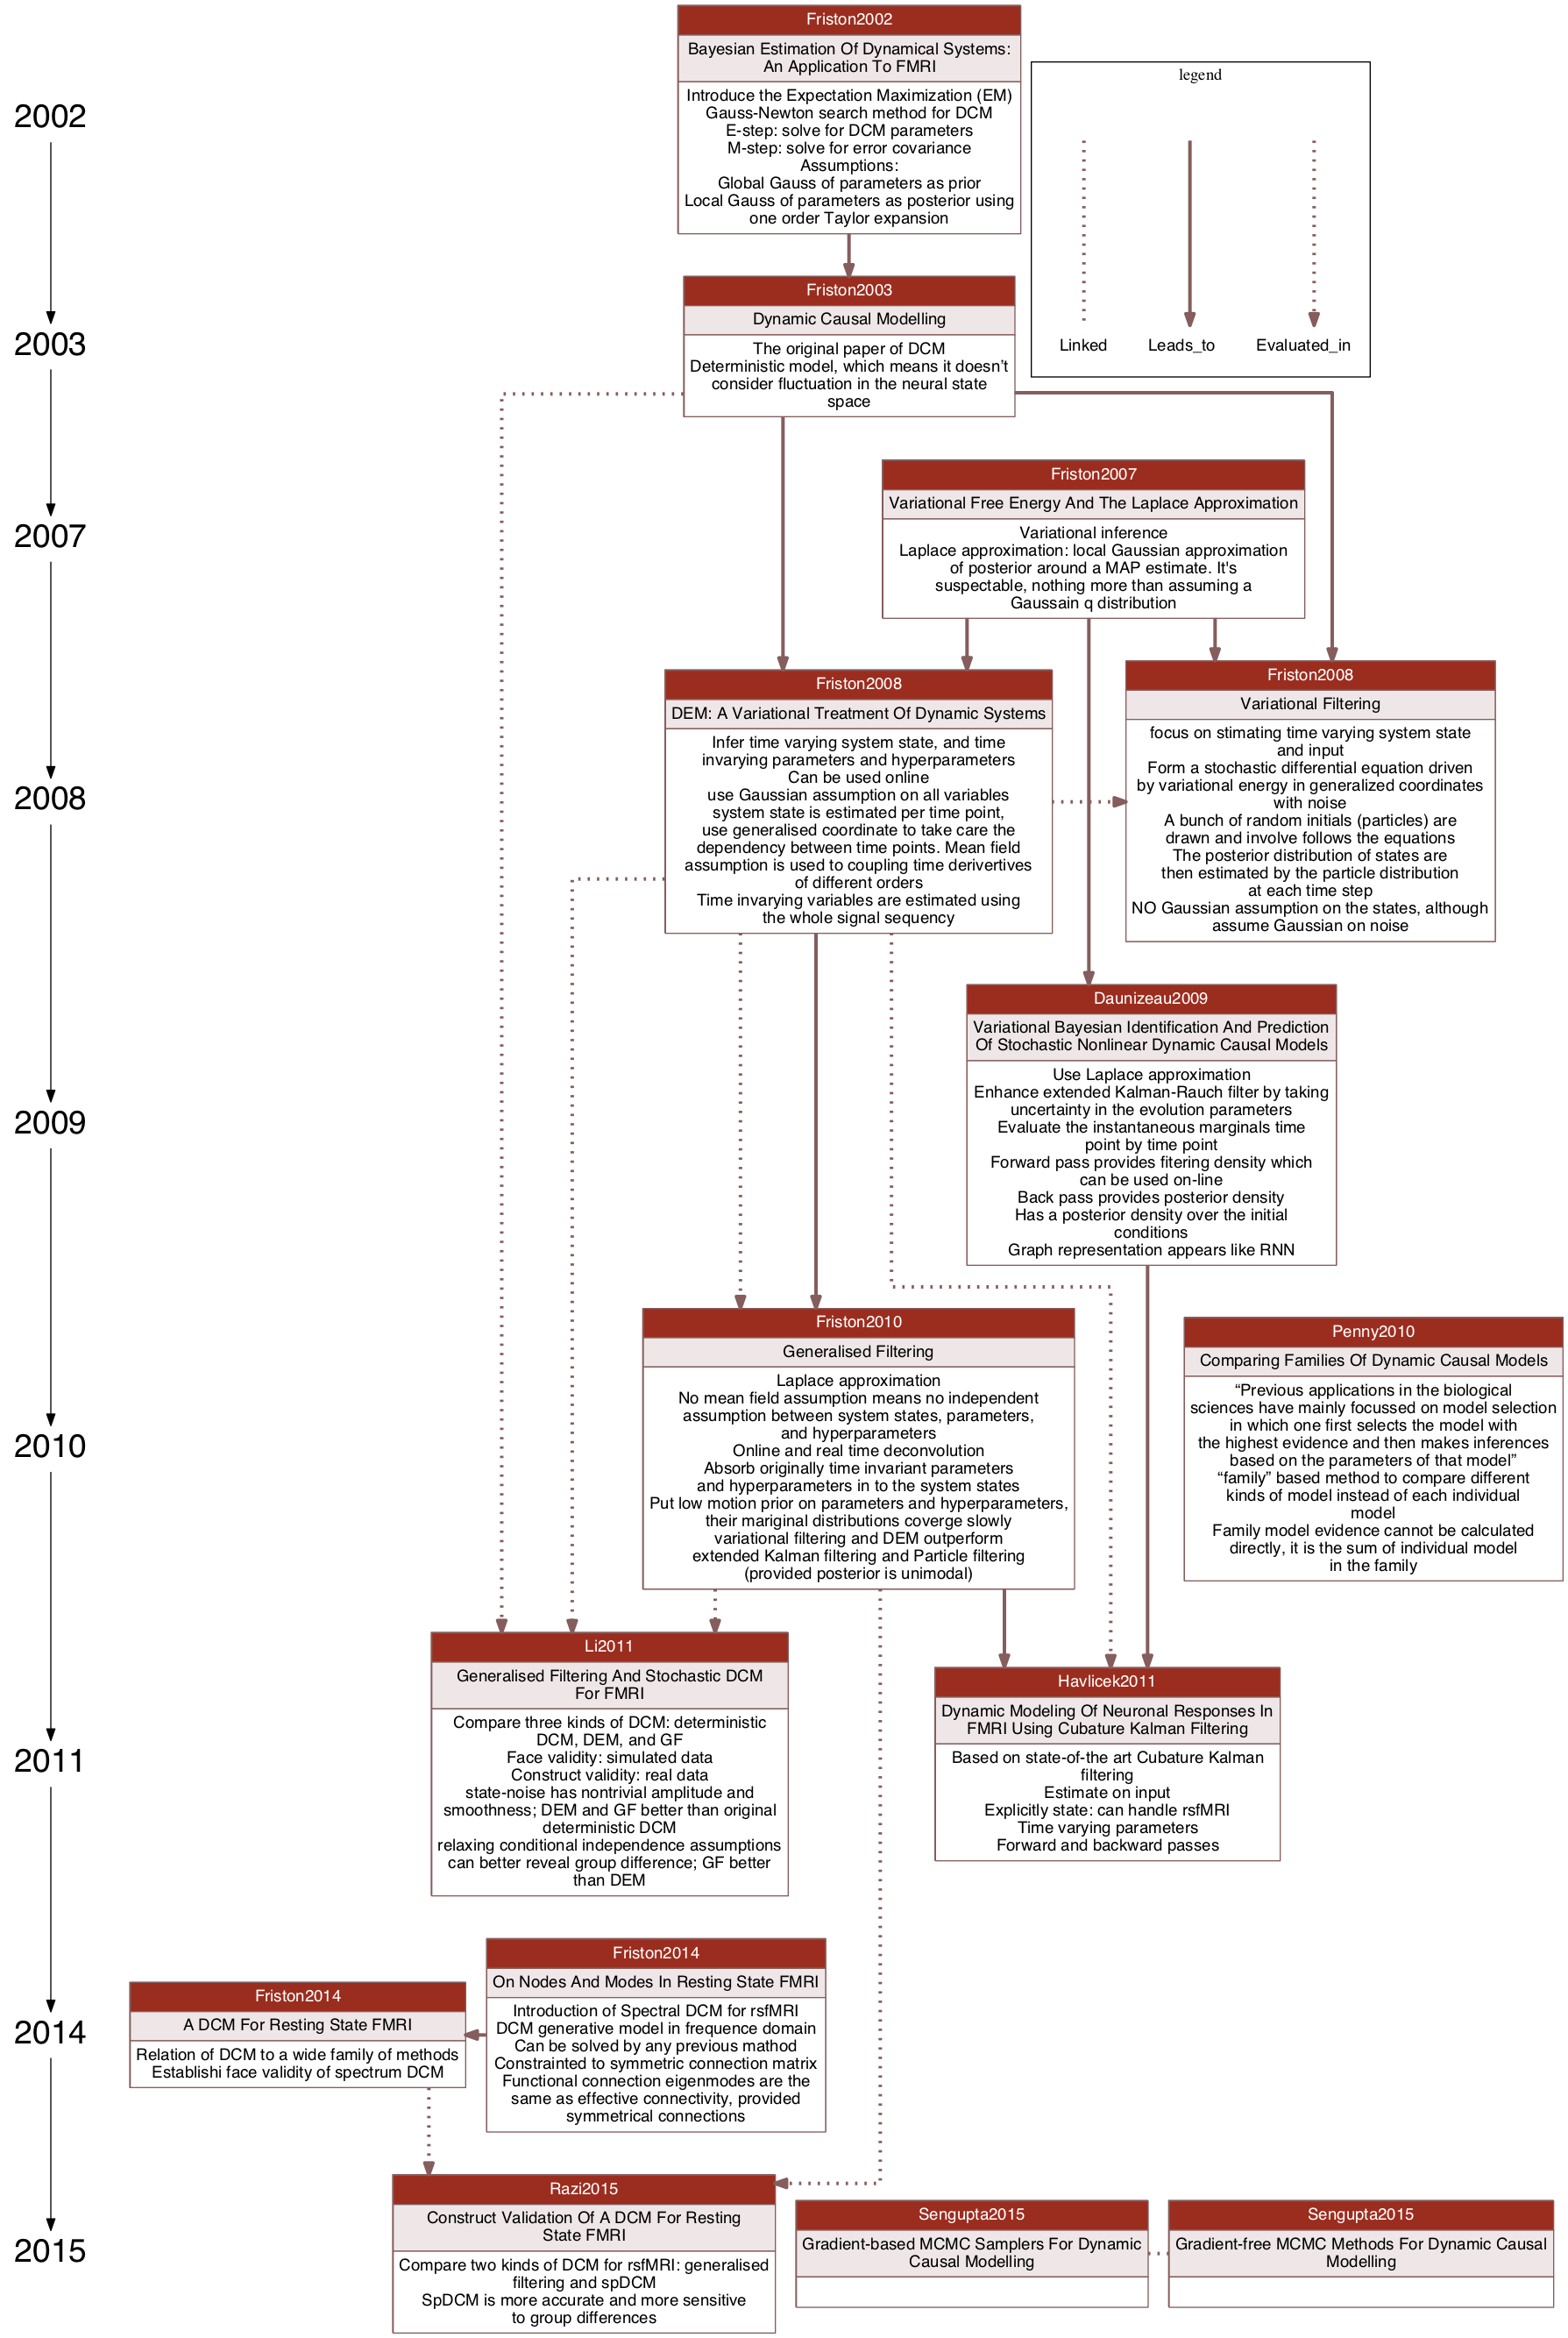 Friston2002
Bayesian Estimation Of Dynamical Systems:
An Application To FMRI
Introduce the Expectation Maximization (EM)
Gauss-Newton search method for DCM
E-step: solve for DCM parameters
M-step: solve for error covariance
Assumptions:
Global Gauss of parameters as prior
Local Gauss of parameters as posterior using
one order Taylor expansion
legend
Linked
Leads_to
Evaluated_in
2002
Friston2003
Dynamic Causal Modelling
The original paper of DCM
Deterministic model, which means it doesn't
consider fluctuation in the neural state
space
2003
Friston2007
Variational Free Energy And The Laplace Approximation
Variational inference
Laplace approximation: local Gaussian approximation
of posterior around a MAP estimate. It's
suspectable, nothing more than assuming a
Gaussain q distribution
2007
Friston2008
DEM: A Variational Treatment Of Dynamic Systems
Infer time varying system state, and time
invarying parameters and hyperparameters
Can be used online
use Gaussian assumption on all variables
system state is estimated per time point,
use generalised coordinate to take care the
dependency between time points. Mean field
assumption is used to coupling time derivertives
of different orders
Time invarying variables are estimated using
the whole signal sequency
Friston2008
Variational Filtering
focus on stimating time varying system state
and input
Form a stochastic differential equation driven
by variational energy in generalized coordinates
with noise
A bunch of random initials (particles) are
drawn and involve follows the equations
The posterior distribution of states are
then estimated by the particle distribution
at each time step
NO Gaussian assumption on the states, although
assume Gaussian on noise
2008
Daunizeau2009
Variational Bayesian Identification And Prediction
Of Stochastic Nonlinear Dynamic Causal Models
Use Laplace approximation
Enhance extended Kalman-Rauch filter by taking
uncertainty in the evolution parameters
Evaluate the instantaneous marginals time
point by time point
Forward pass provides fitering density which
can be used on-line
Back pass provides posterior density
Has a posterior density over the initial
conditions
Graph representation appears like RNN
2009
Friston2010
Generalised Filtering
Laplace approximation
No mean field assumption means no independent
assumption between system states, parameters,
and hyperparameters
Online and real time deconvolution
Absorb originally time invariant parameters
and hyperparameters in to the system states
Put low motion prior on parameters and hyperparameters,
their mariginal distributions coverge slowly
variational filtering and DEM outperform
extended Kalman filtering and Particle filtering
(provided posterior is unimodal)
Penny2010
Comparing Families Of Dynamic Causal Models
“Previous applications in the biological
sciences have mainly focussed on model selection
in which one first selects the model with
the highest evidence and then makes inferences
based on the parameters of that model”
“family” based method to compare different
kinds of model instead of each individual
model
Family model evidence cannot be calculated
directly, it is the sum of individual model
in the family
2010
Li2011
Generalised Filtering And Stochastic DCM
For FMRI
Compare three kinds of DCM: deterministic
DCM, DEM, and GF
Face validity: simulated data
Construct validity: real data
state-noise has nontrivial amplitude and
smoothness; DEM and GF better than original
deterministic DCM
relaxing conditional independence assumptions
can better reveal group difference; GF better
than DEM
Havlicek2011
Dynamic Modeling Of Neuronal Responses In
FMRI Using Cubature Kalman Filtering
Based on state-of-the art Cubature Kalman
filtering
Estimate on input
Explicitly state: can handle rsfMRI
Time varying parameters
Forward and backward passes
2011
Friston2014
A DCM For Resting State FMRI
Relation of DCM to a wide family of methods
Establishi face validity of spectrum DCM
Friston2014
On Nodes And Modes In Resting State FMRI
Introduction of Spectral DCM for rsfMRI
DCM generative model in frequence domain
Can be solved by any previous mathod
Constrainted to symmetric connection matrix
Functional connection eigenmodes are the
same as effective connectivity, provided
symmetrical connections
2014
Razi2015
Construct Validation Of A DCM For Resting
State FMRI
Compare two kinds of DCM for rsfMRI: generalised
filtering and spDCM
SpDCM is more accurate and more sensitive
to group differences
Sengupta2015
Gradient-based MCMC Samplers For Dynamic
Causal Modelling
Sengupta2015
Gradient-free MCMC Methods For Dynamic Causal
Modelling
2015